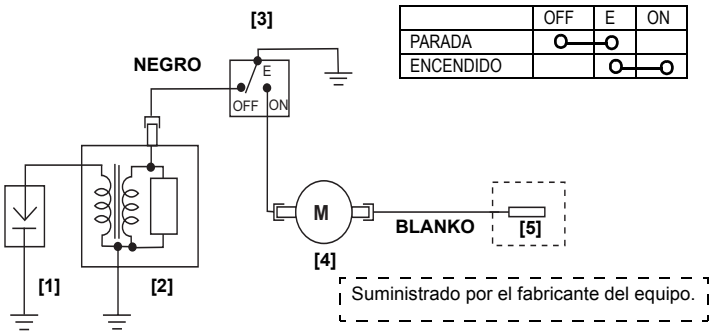 [3]
OFF E ON
PARADA
ENCENDIDO
NEGRO
E
OFF ON
M
BLANKO
[5]
[4]
[1]
[2]
Suministrado por el fabricante del equipo.